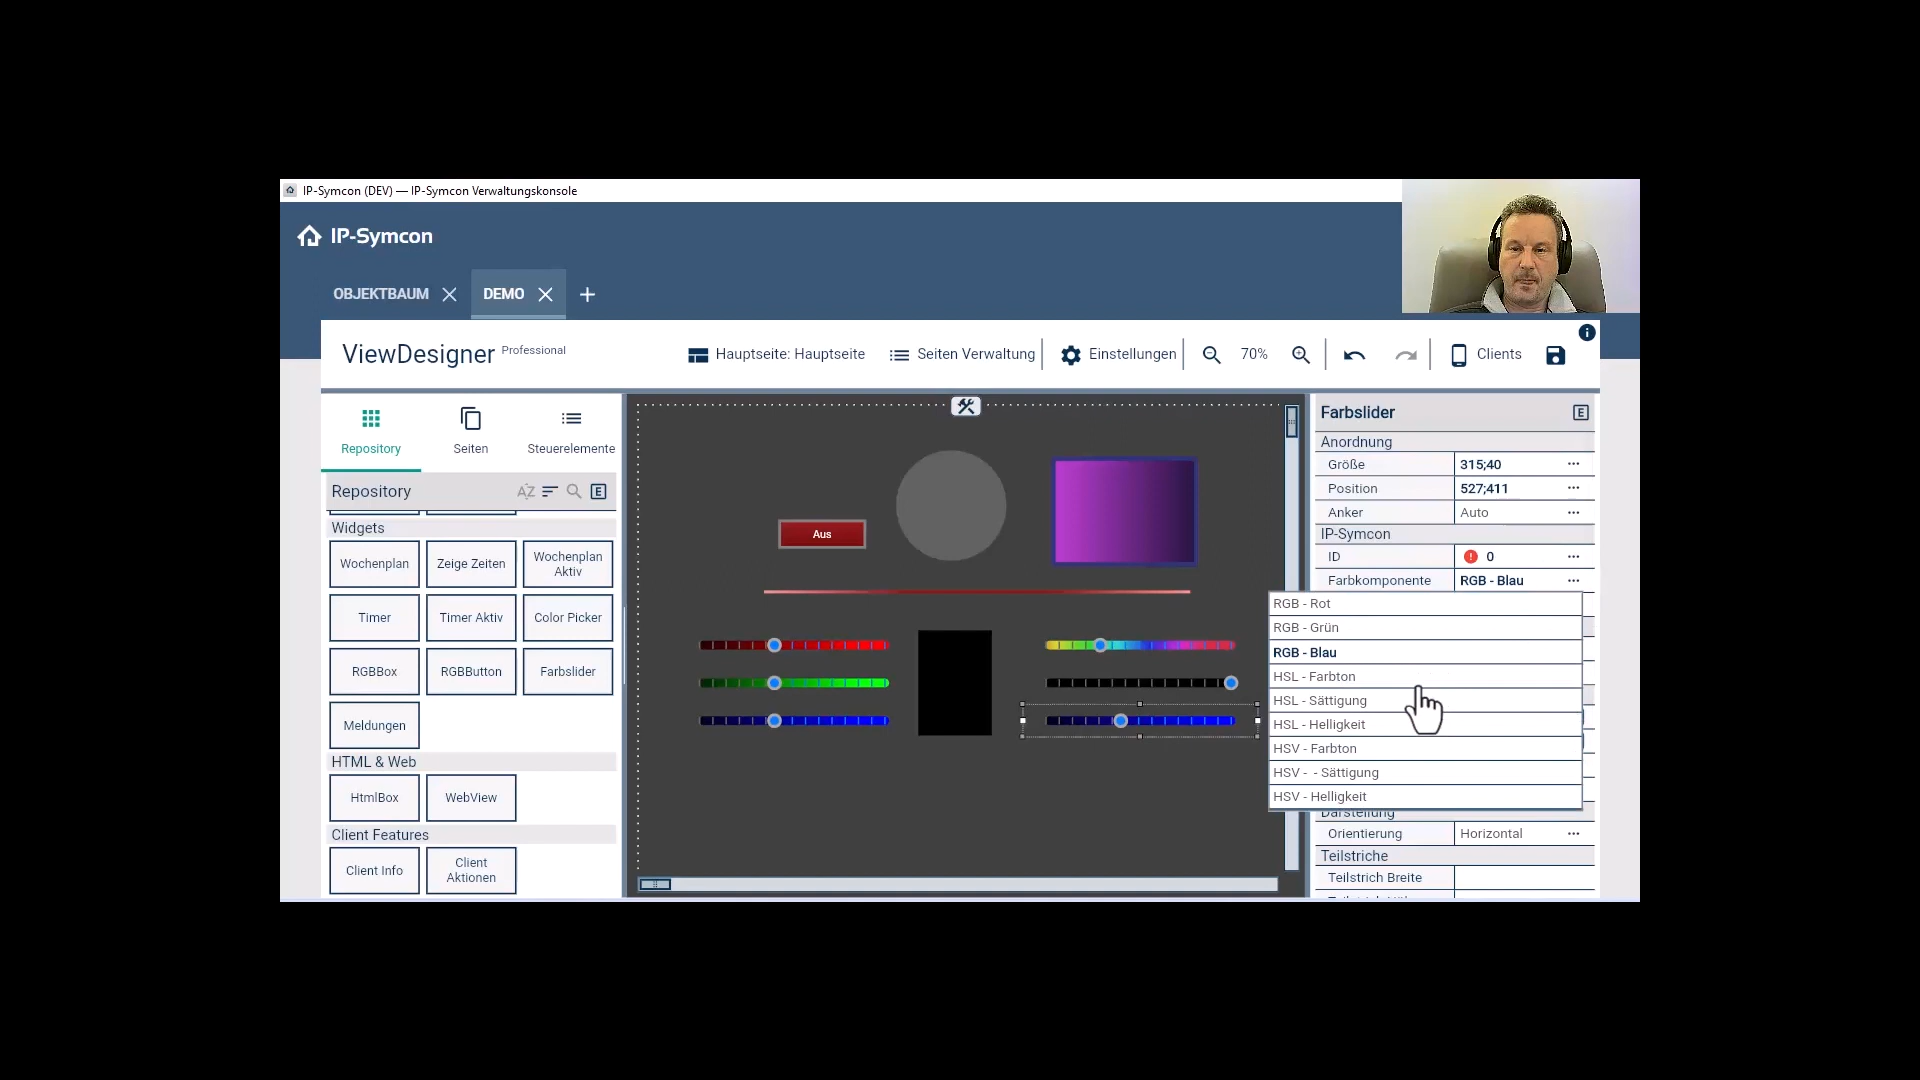 IP-Symcon (DEV) — IP-Symcon Verwaltungskonsole
IP-Symcon
OBJEKTBAUM
DEMO
ViewDesigner Professional
Hauptseite: Hauptseite
Seiten Verwaltung
Einstellungen
70%
Clients
Repository
Seiten
Steuerelemente
Repository
AZ
E
Widgets
Wochenplan
Zeige Zeiten
Wochenplan
Aktiv
Timer
Timer Aktiv
Color Picker
RGBBox
RGBButton
Farbslider
Meldungen
HTML & Web
HtmlBox
WebView
Client Features
Client Info
Client
Aktionen
Aus
Farbslider
E
Anordnung
Größe 315;40 ...
Position 527;411 ...
Anker Auto ...
IP-Symcon
ID 0 ...
Farbkomponente RGB - Blau ...
RGB - Rot
RGB - Grün
RGB - Blau
HSL - Farbton
HSL - Sättigung
HSL - Helligkeit
HSV - Farbton
HSV - - Sättigung
HSV - Helligkeit
Darstellung
Orientierung Horizontal ...
Teilstriche
Teilstrich Breite